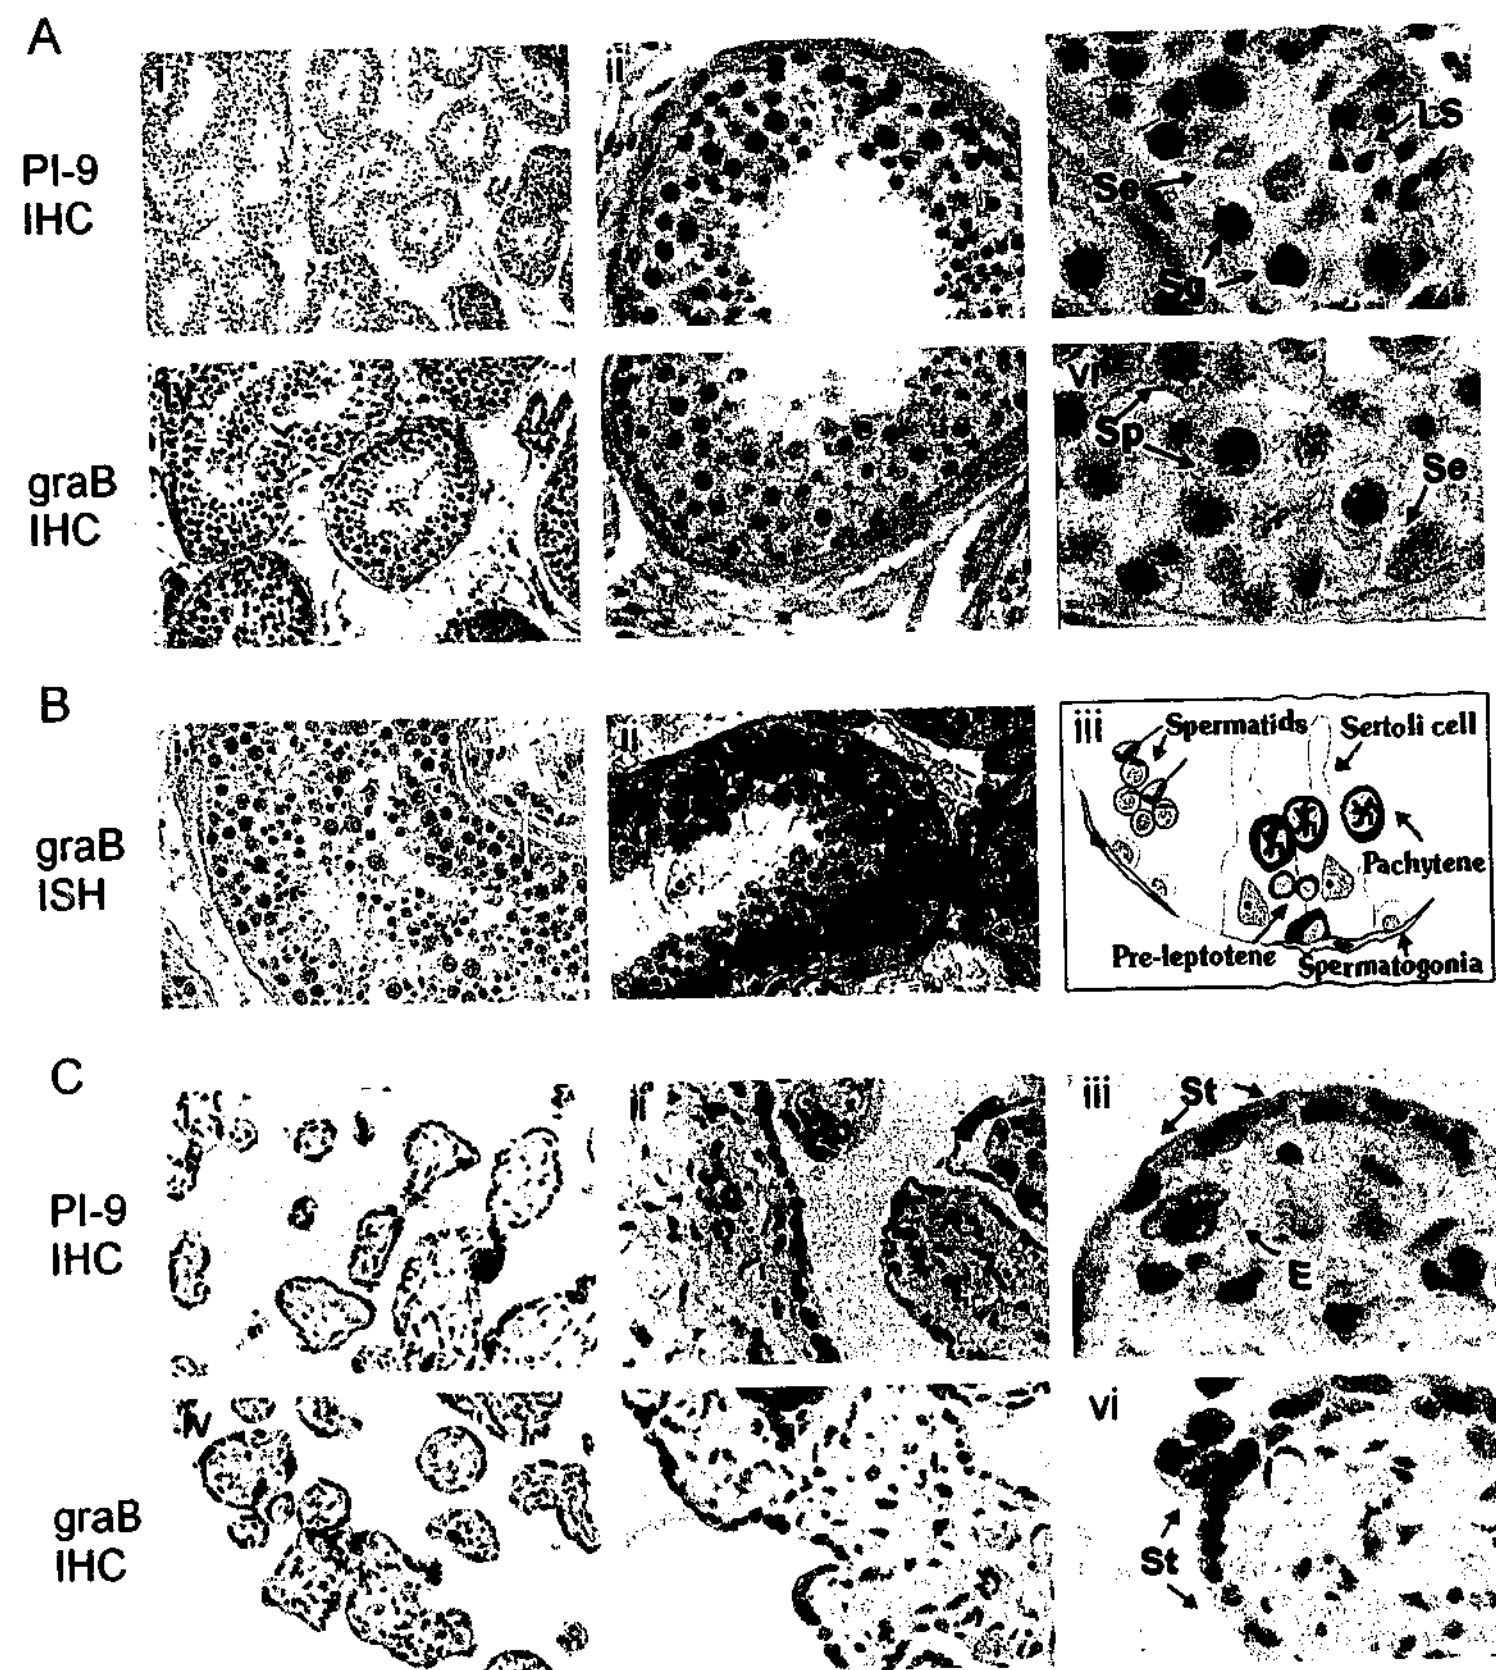 A
i
ii
LS
PI-9
IHC
Se
Sg
iv
vi
Sp
graB
IHC
Se
B
i
ii
iii
Spermatids
Sertoli cell
graB
ISH
Pachytene
Pre-leptotene
Spermatogonia
C
i
ii
iii
St
PI-9
IHC
E
iv
vi
graB
IHC
St